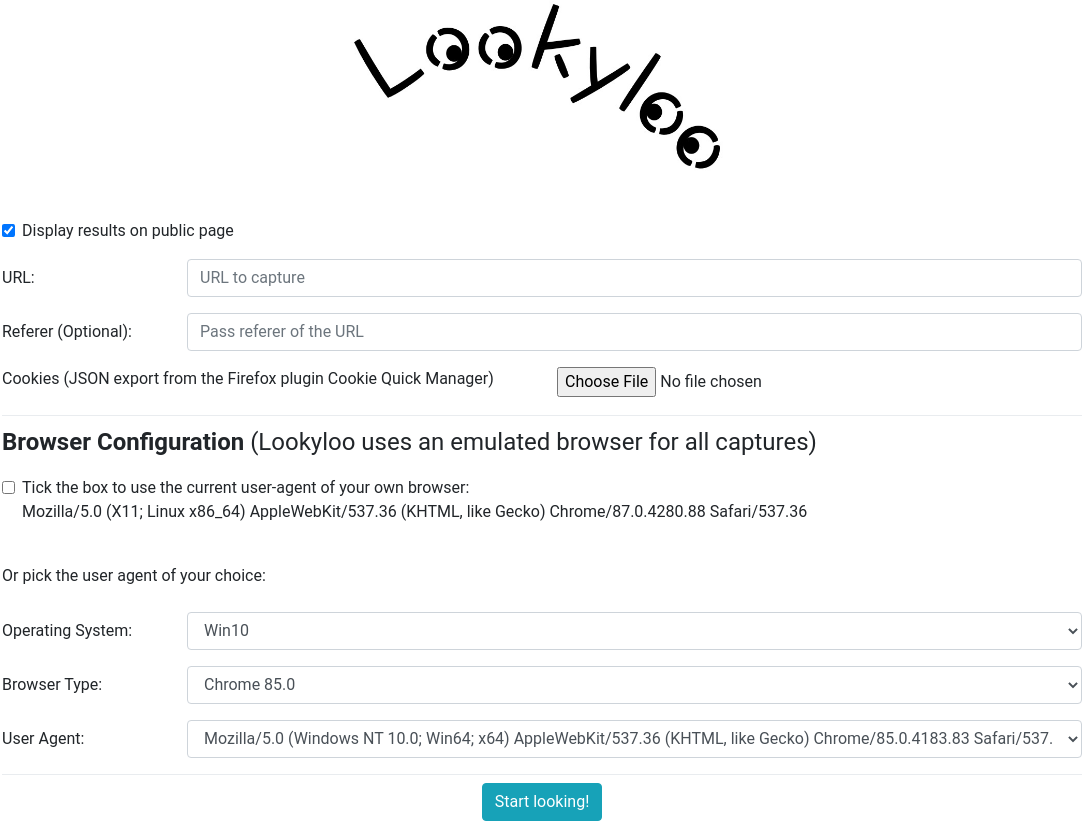 Lookyloo
Display results on public page
URL: URL to capture
Referer (Optional): Pass referer of the URL
Cookies (JSON export from the Firefox plugin Cookie Quick Manager) Choose File No file chosen
Browser Configuration (Lookyloo uses an emulated browser for all captures)
Tick the box to use the current user-agent of your own browser:
Mozilla/5.0 (X11; Linux x86_64) AppleWebKit/537.36 (KHTML, like Gecko) Chrome/87.0.4280.88 Safari/537.36
Or pick the user agent of your choice:
Operating System: Win10
Browser Type: Chrome 85.0
User Agent: Mozilla/5.0 (Windows NT 10.0; Win64; x64) AppleWebKit/537.36 (KHTML, like Gecko) Chrome/85.0.4183.83 Safari/537.
Start looking!